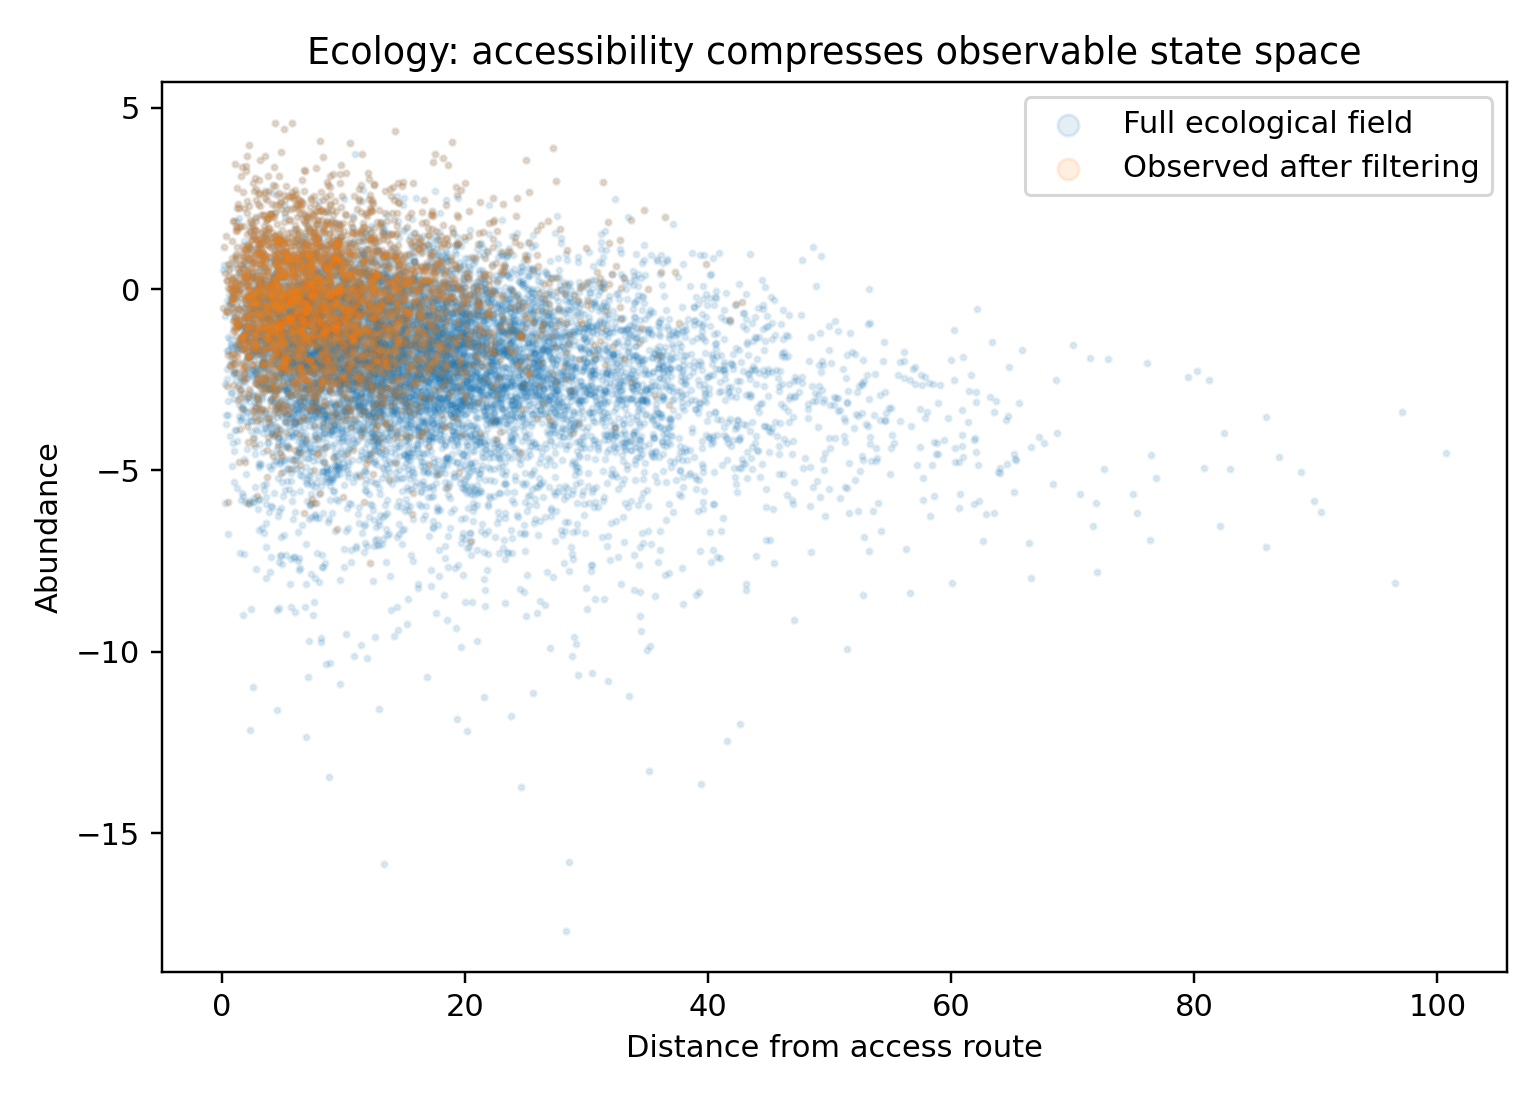 Ecology: accessibility compresses observable state space
Full ecological field
Observed after filtering
5
0
−5
−10
−15
Abundance
0 20 40 60 80 100
Distance from access route